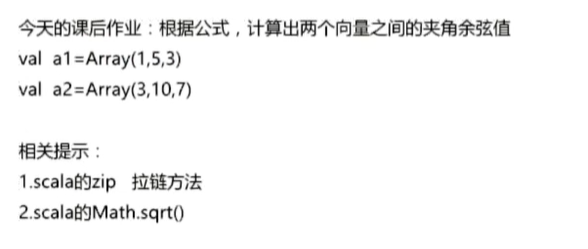 今天的课后作业：根据公式，计算出两个向量之间的夹角余弦值
val a1=Array(1,5,3)
val a2=Array(3,10,7)
相关提示：
1.scala的zip 拉链方法
2.scala的Math.sqrt()